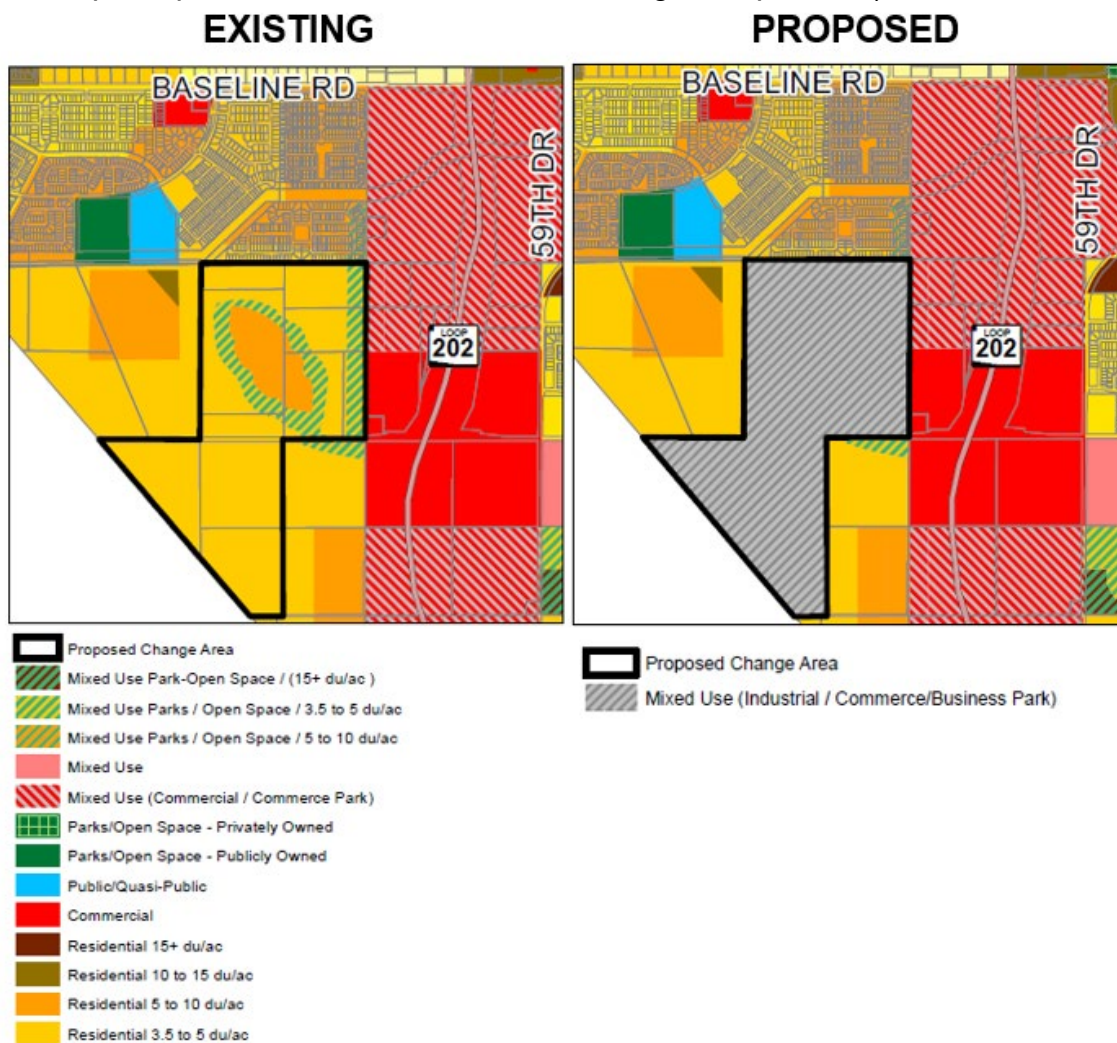 EXISTING
PROPOSED
BASELINE RD
59TH DR
LOOP
202
BASELINE RD
59TH DR
LOOP
202
Proposed Change Area
Mixed Use Park-Open Space / (15+ du/ac )
Mixed Use Parks / Open Space / 3.5 to 5 du/ac
Mixed Use Parks / Open Space / 5 to 10 du/ac
Mixed Use
Mixed Use (Commercial / Commerce Park)
Parks/Open Space - Privately Owned
Parks/Open Space - Publicly Owned
Public/Quasi-Public
Commercial
Residential 15+ du/ac
Residential 10 to 15 du/ac
Residential 5 to 10 du/ac
Residential 3.5 to 5 du/ac
Proposed Change Area
Mixed Use (Industrial / Commerce/Business Park)